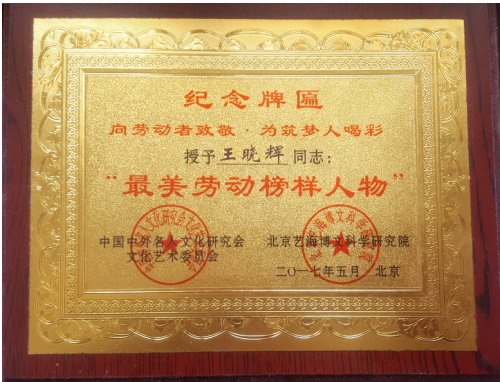 纪念牌匾
向劳动者致敬·为筑梦人喝彩
授予王晓辉同志：
“最美劳动榜样人物”
中国中外名人文化研究会
文化艺术委员会
北京艺海博文科学研究院
二〇一七年五月．北京